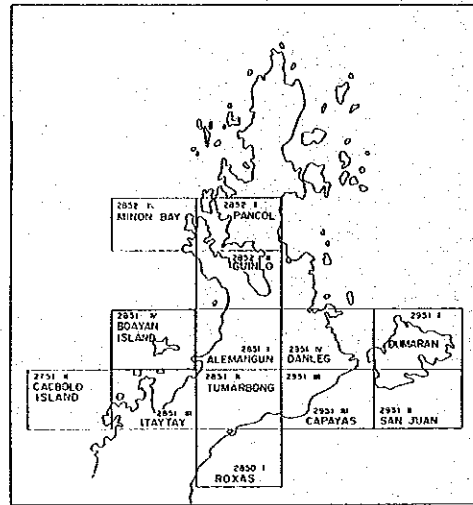 2852 IV
MINON BAY
2852 I
PANCOL
2852 II
GUINLO
2851 IV
BOAYAN
ISLAND
2851 I
ALEMANGUN
2951 IV
DANLEG
2951 I
DUMARAN
2751 II
CACBOLO
ISLAND
2851 III
ITAYTAY
2851 II
TUMARBONG
2951 III
2951 III
CAPAYAS
2951 II
SAN JUAN
2850 I
ROXAS